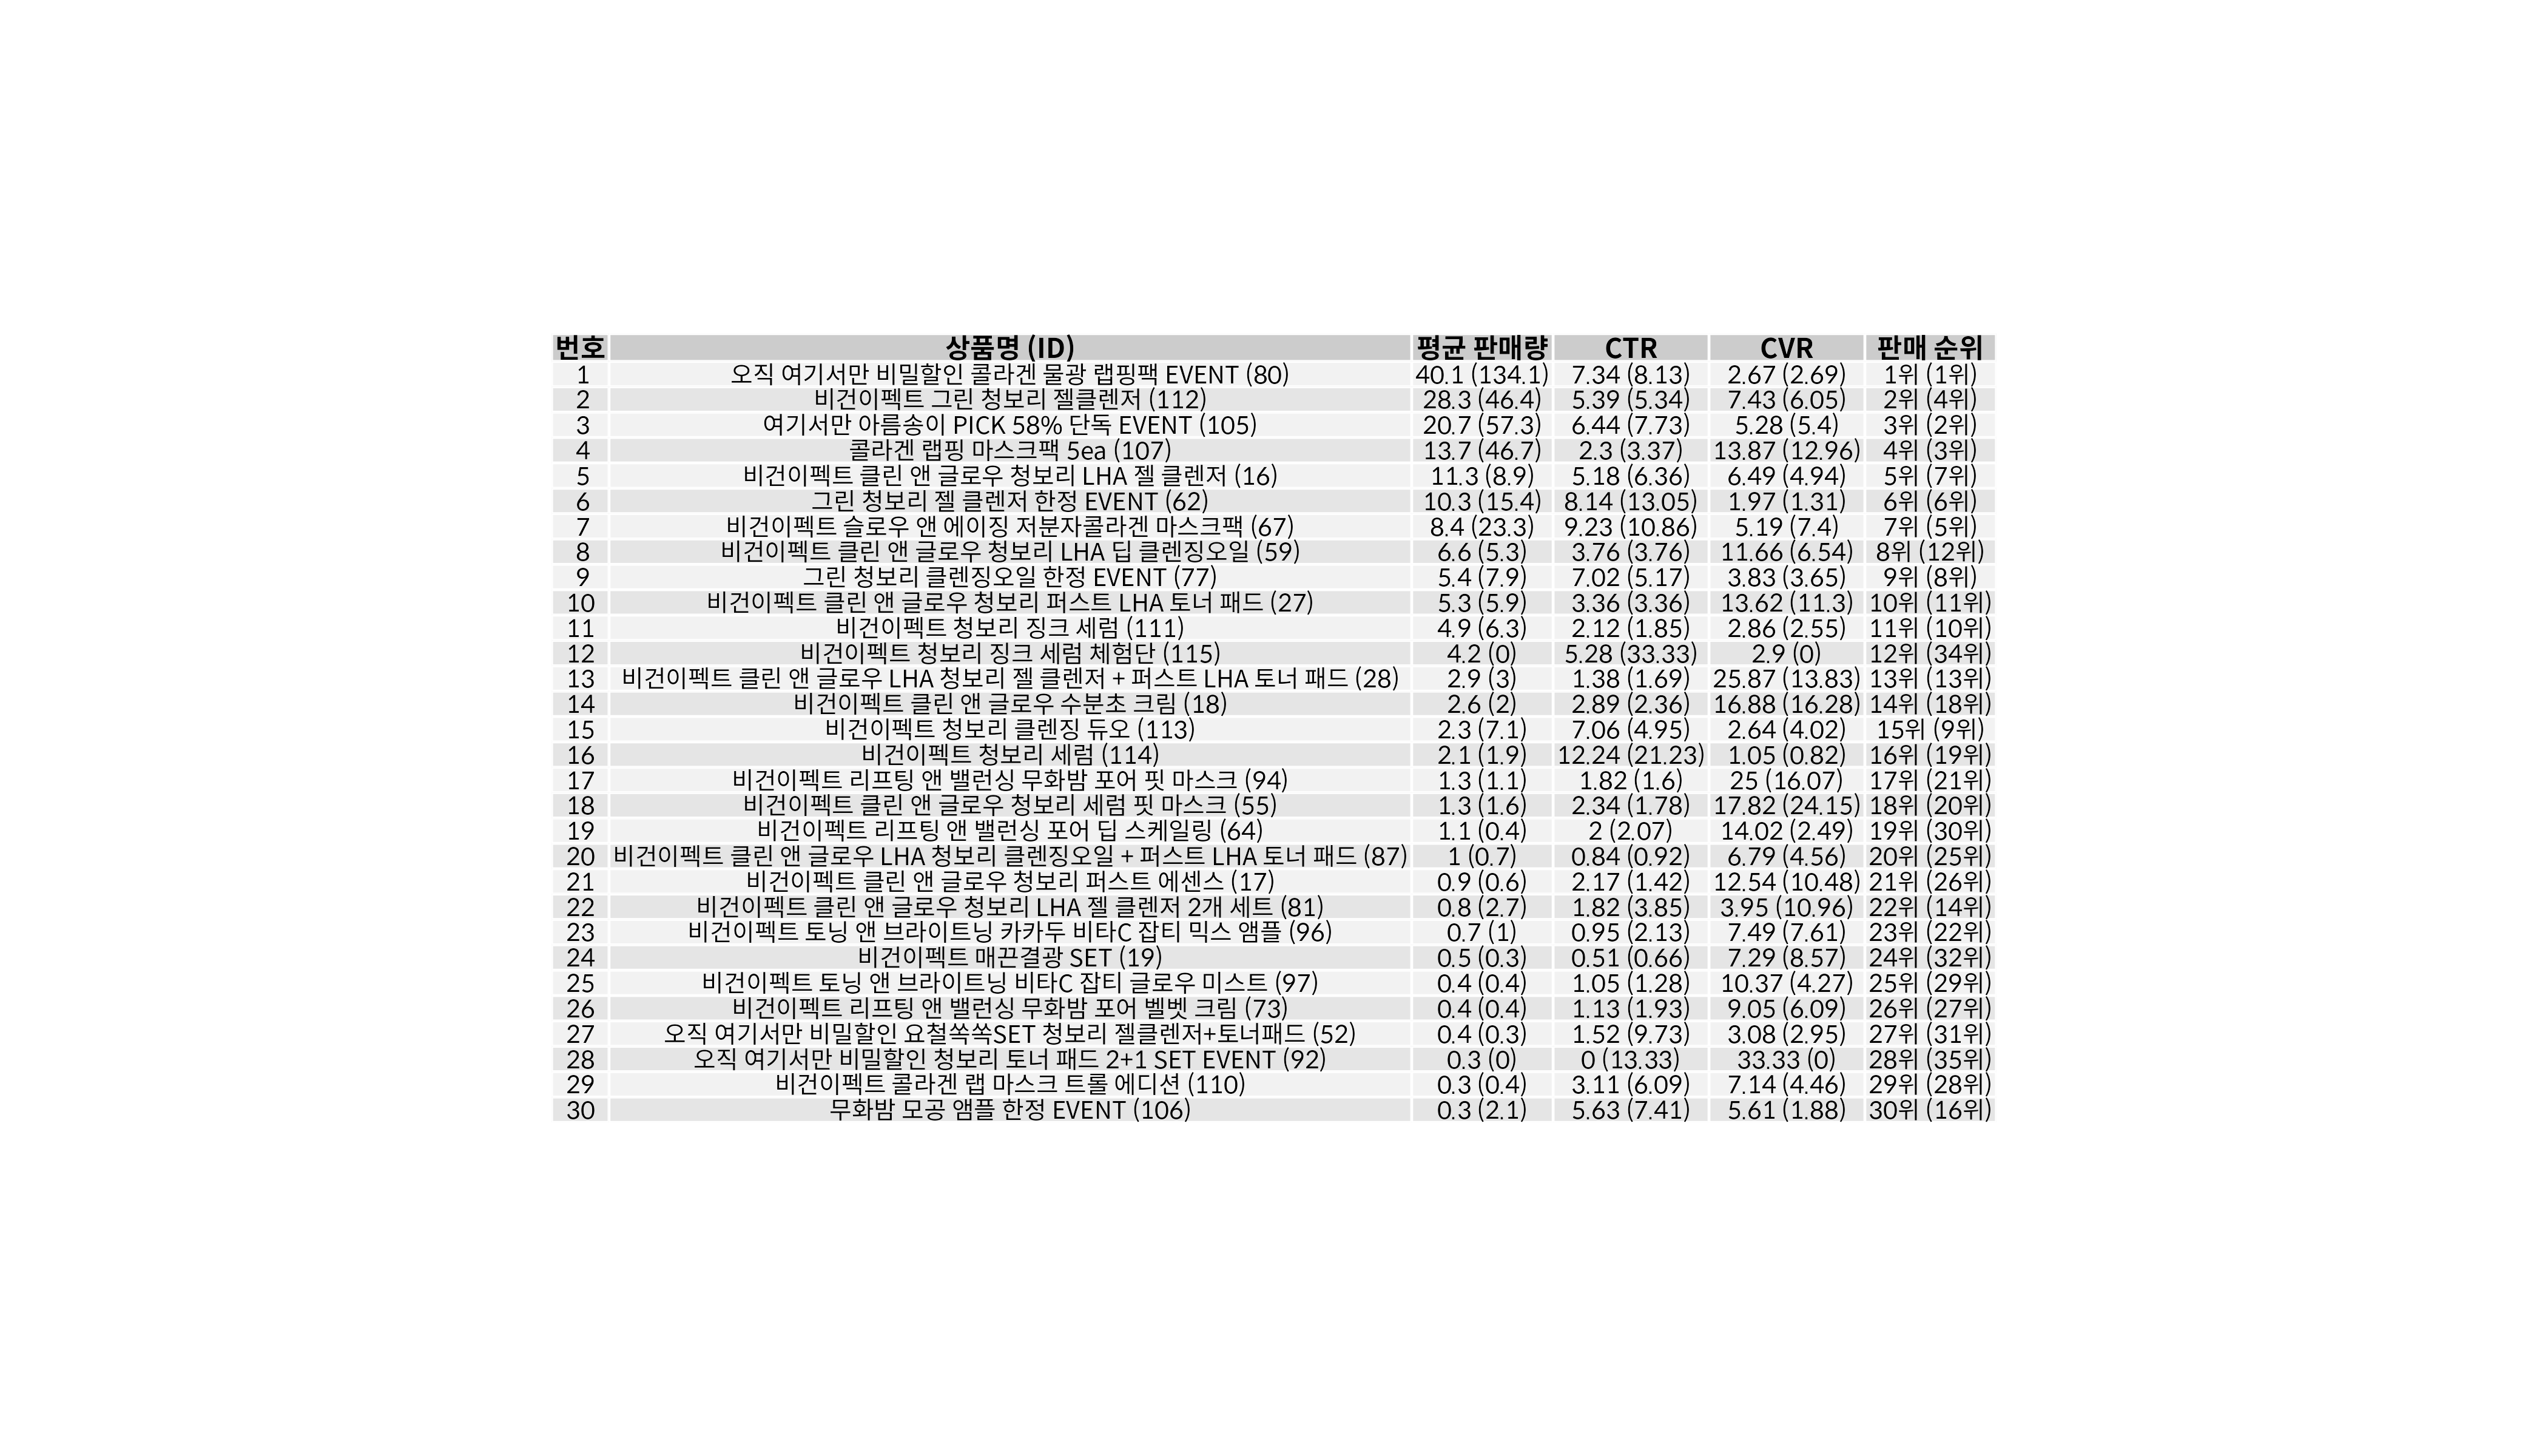 번호 상품명 (ID) 평균 판매량 CTR CVR 판매 순위
1 오직 여기서만 비밀할인 콜라겐 물광 랩핑팩 EVENT (80) 40.1 (134.1) 7.34 (8.13) 2.67 (2.69) 1위 (1위)
2 비건이펙트 그린 청보리 젤클렌저 (112) 28.3 (46.4) 5.39 (5.34) 7.43 (6.05) 2위 (4위)
3 여기서만 아름송이 PICK 58% 단독 EVENT (105) 20.7 (57.3) 6.44 (7.73) 5.28 (5.4) 3위 (2위)
4 콜라겐 랩핑 마스크팩 5ea (107) 13.7 (46.7) 2.3 (3.37) 13.87 (12.96) 4위 (3위)
5 비건이펙트 클린 앤 글로우 청보리 LHA 젤 클렌저 (16) 11.3 (8.9) 5.18 (6.36) 6.49 (4.94) 5위 (7위)
6 그린 청보리 젤 클렌저 한정 EVENT (62) 10.3 (15.4) 8.14 (13.05) 1.97 (1.31) 6위 (6위)
7 비건이펙트 슬로우 앤 에이징 저분자콜라겐 마스크팩 (67) 8.4 (23.3) 9.23 (10.86) 5.19 (7.4) 7위 (5위)
8 비건이펙트 클린 앤 글로우 청보리 LHA 딥 클렌징오일 (59) 6.6 (5.3) 3.76 (3.76) 11.66 (6.54) 8위 (12위)
9 그린 청보리 클렌징오일 한정 EVENT (77) 5.4 (7.9) 7.02 (5.17) 3.83 (3.65) 9위 (8위)
10 비건이펙트 클린 앤 글로우 청보리 퍼스트 LHA 토너 패드 (27) 5.3 (5.9) 3.36 (3.36) 13.62 (11.3) 10위 (11위)
11 비건이펙트 청보리 징크 세럼 (111) 4.9 (6.3) 2.12 (1.85) 2.86 (2.55) 11위 (10위)
12 비건이펙트 청보리 징크 세럼 체험단 (115) 4.2 (0) 5.28 (33.33) 2.9 (0) 12위 (34위)
13 비건이펙트 클린 앤 글로우 LHA 청보리 젤 클렌저 + 퍼스트 LHA 토너 패드 (28) 2.9 (3) 1.38 (1.69) 25.87 (13.83) 13위 (13위)
14 비건이펙트 클린 앤 글로우 수분초 크림 (18) 2.6 (2) 2.89 (2.36) 16.88 (16.28) 14위 (18위)
15 비건이펙트 청보리 클렌징 듀오 (113) 2.3 (7.1) 7.06 (4.95) 2.64 (4.02) 15위 (9위)
16 비건이펙트 청보리 세럼 (114) 2.1 (1.9) 12.24 (21.23) 1.05 (0.82) 16위 (19위)
17 비건이펙트 리프팅 앤 밸런싱 무화밤 포어 핏 마스크 (94) 1.3 (1.1) 1.82 (1.6) 25 (16.07) 17위 (21위)
18 비건이펙트 클린 앤 글로우 청보리 세럼 핏 마스크 (55) 1.3 (1.6) 2.34 (1.78) 17.82 (24.15) 18위 (20위)
19 비건이펙트 리프팅 앤 밸런싱 포어 딥 스케일링 (64) 1.1 (0.4) 2 (2.07) 14.02 (2.49) 19위 (30위)
20 비건이펙트 클린 앤 글로우 LHA 청보리 클렌징오일 + 퍼스트 LHA 토너 패드 (87) 1 (0.7) 0.84 (0.92) 6.79 (4.56) 20위 (25위)
21 비건이펙트 클린 앤 글로우 청보리 퍼스트 에센스 (17) 0.9 (0.6) 2.17 (1.42) 12.54 (10.48) 21위 (26위)
22 비건이펙트 클린 앤 글로우 청보리 LHA 젤 클렌저 2개 세트 (81) 0.8 (2.7) 1.82 (3.85) 3.95 (10.96) 22위 (14위)
23 비건이펙트 토닝 앤 브라이트닝 카카두 비타C 잡티 믹스 앰플 (96) 0.7 (1) 0.95 (2.13) 7.49 (7.61) 23위 (22위)
24 비건이펙트 매끈결광 SET (19) 0.5 (0.3) 0.51 (0.66) 7.29 (8.57) 24위 (32위)
25 비건이펙트 토닝 앤 브라이트닝 비타C 잡티 글로우 미스트 (97) 0.4 (0.4) 1.05 (1.28) 10.37 (4.27) 25위 (29위)
26 비건이펙트 리프팅 앤 밸런싱 무화밤 포어 벨벳 크림 (73) 0.4 (0.4) 1.13 (1.93) 9.05 (6.09) 26위 (27위)
27 오직 여기서만 비밀할인 요철쏙쏙SET 청보리 젤클렌저+토너패드 (52) 0.4 (0.3) 1.52 (9.73) 3.08 (2.95) 27위 (31위)
28 오직 여기서만 비밀할인 청보리 토너 패드 2+1 SET EVENT (92) 0.3 (0) 0 (13.33) 33.33 (0) 28위 (35위)
29 비건이펙트 콜라겐 랩 마스크 트롤 에디션 (110) 0.3 (0.4) 3.11 (6.09) 7.14 (4.46) 29위 (28위)
30 무화밤 모공 앰플 한정 EVENT (106) 0.3 (2.1) 5.63 (7.41) 5.61 (1.88) 30위 (16위)